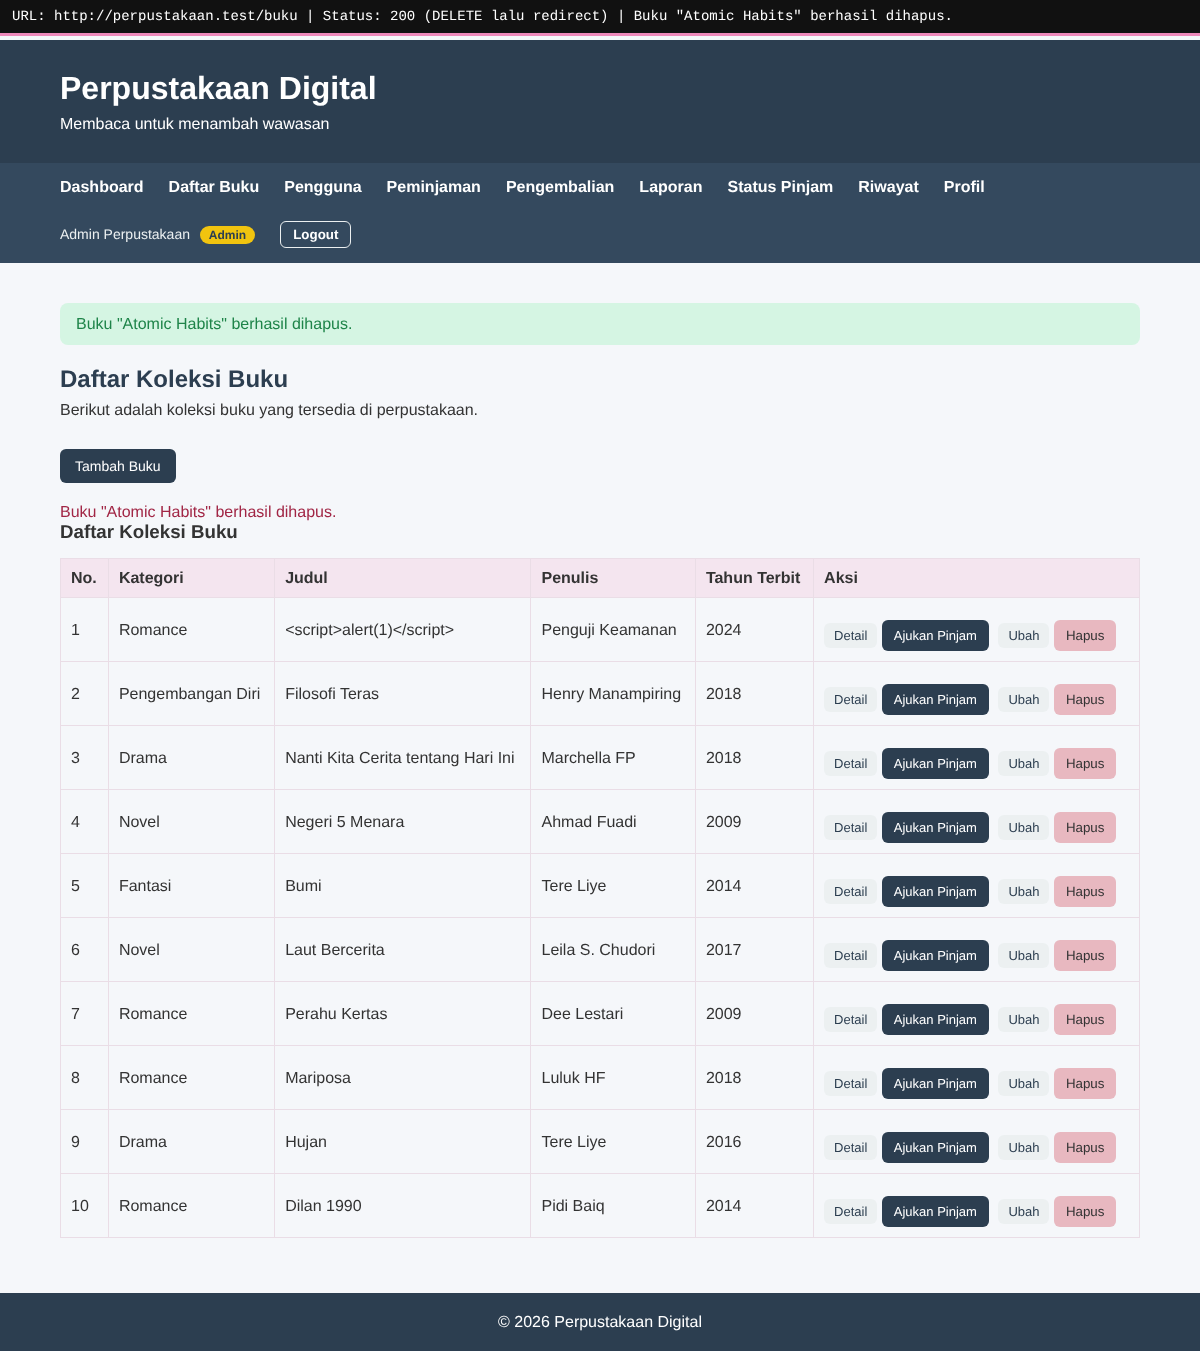 URL: http://perpustakaan.test/buku | Status: 200 (DELETE lalu redirect) | Buku "Atomic Habits" berhasil dihapus.
Perpustakaan Digital
Membaca untuk menambah wawasan
Dashboard Daftar Buku Pengguna Peminjaman Pengembalian Laporan Status Pinjam Riwayat Profil
Admin Perpustakaan Admin Logout
Buku "Atomic Habits" berhasil dihapus.
Daftar Koleksi Buku
Berikut adalah koleksi buku yang tersedia di perpustakaan.
Tambah Buku
Buku "Atomic Habits" berhasil dihapus.
Daftar Koleksi Buku
No. Kategori Judul Penulis Tahun Terbit Aksi
1 Romance <script>alert(1)</script> Penguji Keamanan 2024 Detail Ajukan Pinjam Ubah Hapus
2 Pengembangan Diri Filosofi Teras Henry Manampiring 2018 Detail Ajukan Pinjam Ubah Hapus
3 Drama Nanti Kita Cerita tentang Hari Ini Marchella FP 2018 Detail Ajukan Pinjam Ubah Hapus
4 Novel Negeri 5 Menara Ahmad Fuadi 2009 Detail Ajukan Pinjam Ubah Hapus
5 Fantasi Bumi Tere Liye 2014 Detail Ajukan Pinjam Ubah Hapus
6 Novel Laut Bercerita Leila S. Chudori 2017 Detail Ajukan Pinjam Ubah Hapus
7 Romance Perahu Kertas Dee Lestari 2009 Detail Ajukan Pinjam Ubah Hapus
8 Romance Mariposa Luluk HF 2018 Detail Ajukan Pinjam Ubah Hapus
9 Drama Hujan Tere Liye 2016 Detail Ajukan Pinjam Ubah Hapus
10 Romance Dilan 1990 Pidi Baiq 2014 Detail Ajukan Pinjam Ubah Hapus
© 2026 Perpustakaan Digital